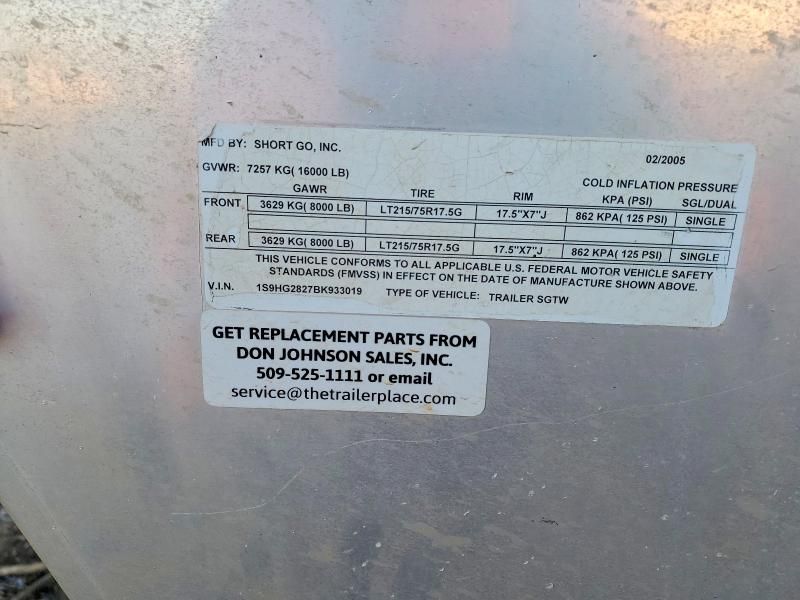 MFD BY: SHORT GO, INC. 02/2005
GVWR: 7257 KG( 16000 LB)
GAWR TIRE RIM COLD INFLATION PRESSURE KPA (PSI) SGL/DUAL
FRONT 3629 KG( 8000 LB) LT215/75R17.5G 17.5"X7"J 862 KPA( 125 PSI) SINGLE
REAR 3629 KG( 8000 LB) LT215/75R17.5G 17.5"X7"J 862 KPA( 125 PSI) SINGLE
THIS VEHICLE CONFORMS TO ALL APPLICABLE U.S. FEDERAL MOTOR VEHICLE SAFETY
STANDARDS (FMVSS) IN EFFECT ON THE DATE OF MANUFACTURE SHOWN ABOVE.
V.I.N. 1S9HG2827BK933019 TYPE OF VEHICLE: TRAILER SGTW
GET REPLACEMENT PARTS FROM
DON JOHNSON SALES, INC.
509-525-1111 or email
service@thetrailerplace.com